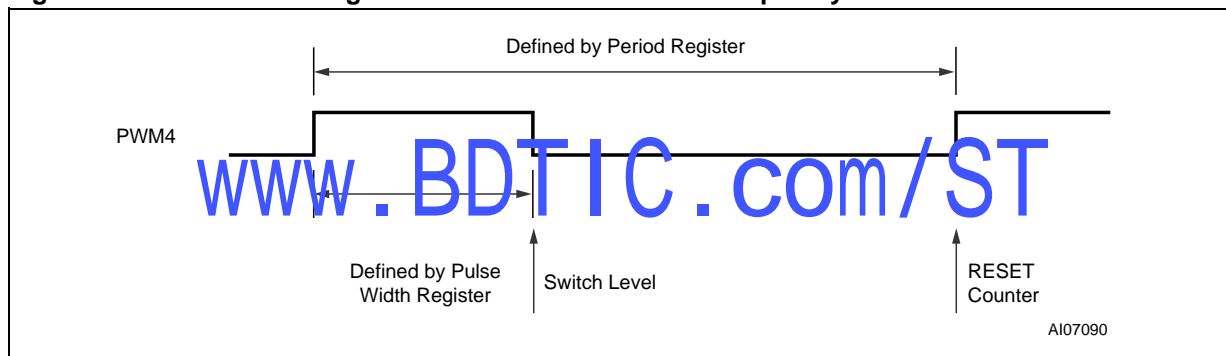 Defined by Period Register
PWM4
www.BDTIC.com/ST
Defined by Pulse
Width Register
Switch Level
RESET
Counter
AI07090